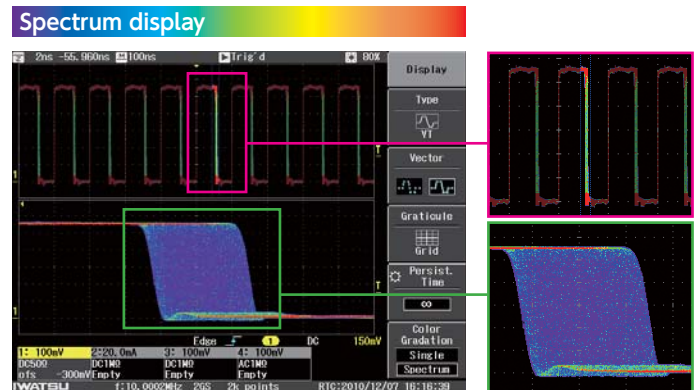 Spectrum display
2ns -55.960ns M 100ns Trig'd 80%
Display
Type
YT
Vector
Graticule
Grid
Persist.
Time
∞
Color
Gradation
Single
Spectrum
T
1
T
1
Edge 1 DC 150mV
1: 100mV 2:20.0mA 3: 100mV 4: 100mV
DC50Ω DC1MΩ DC1MΩ AC1MΩ
ofs -300mV Empty Empty Empty
IWATSU f:10.0002MHz 2GS 2k points RTC:2010/12/07 16:16:39